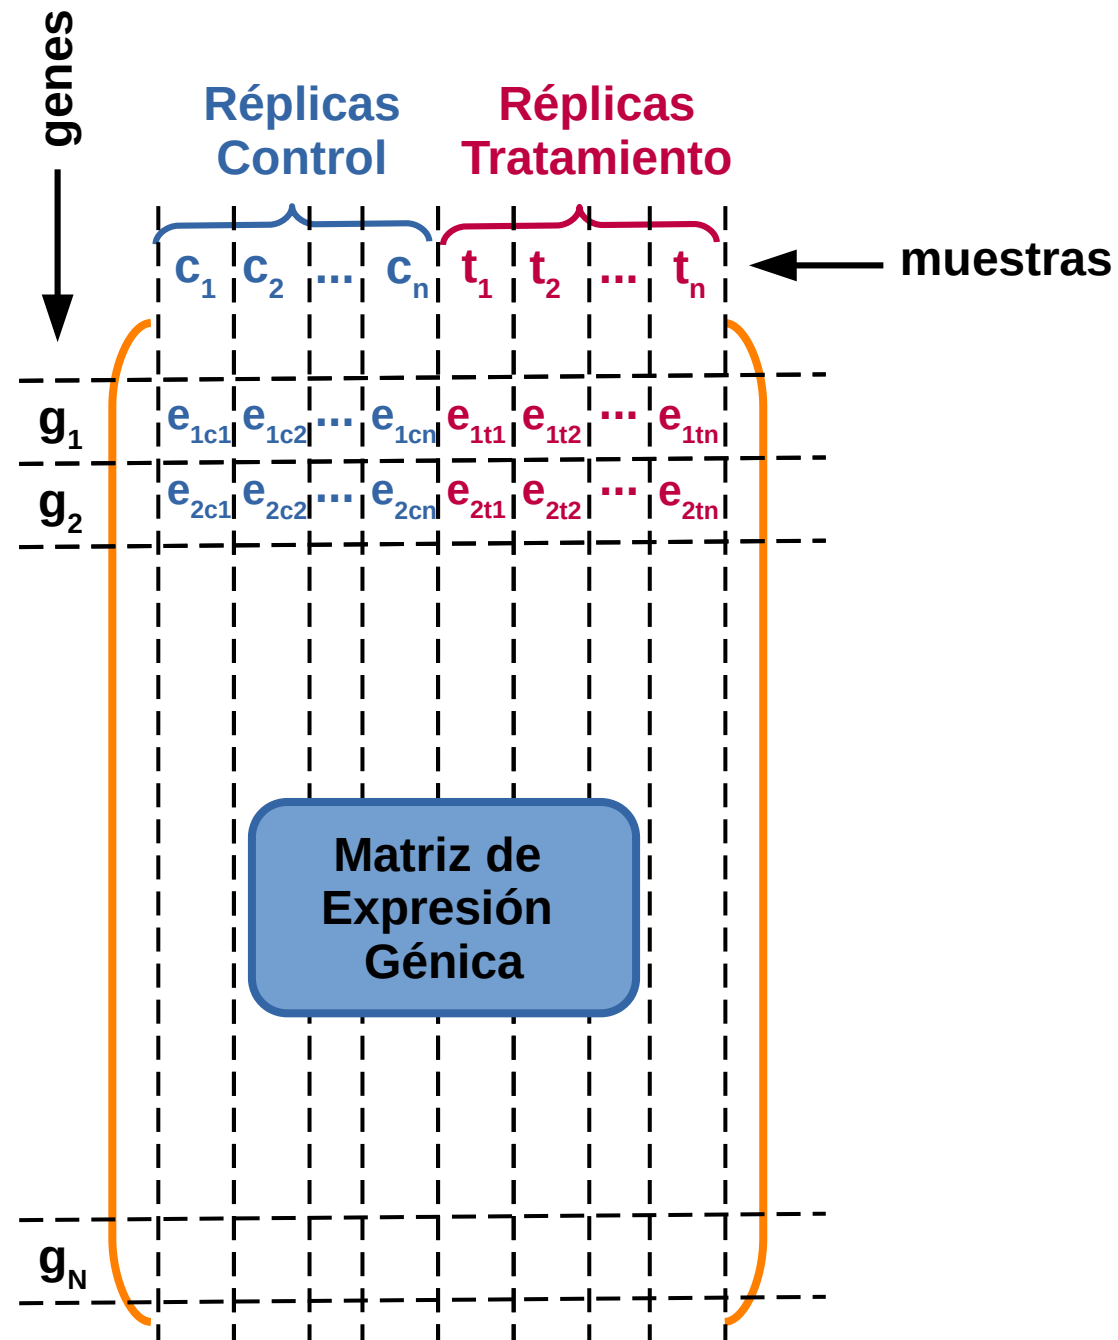 genes
Réplicas Control
Réplicas Tratamiento
c1 c2 ... cn t1 t2 ... tn
muestras
g1 e1c1 e1c2 ... e1cn e1t1 e1t2 ... e1tn
g2 e2c1 e2c2 ... e2cn e2t1 e2t2 ... e2tn
Matriz de
Expresión
Génica
gN